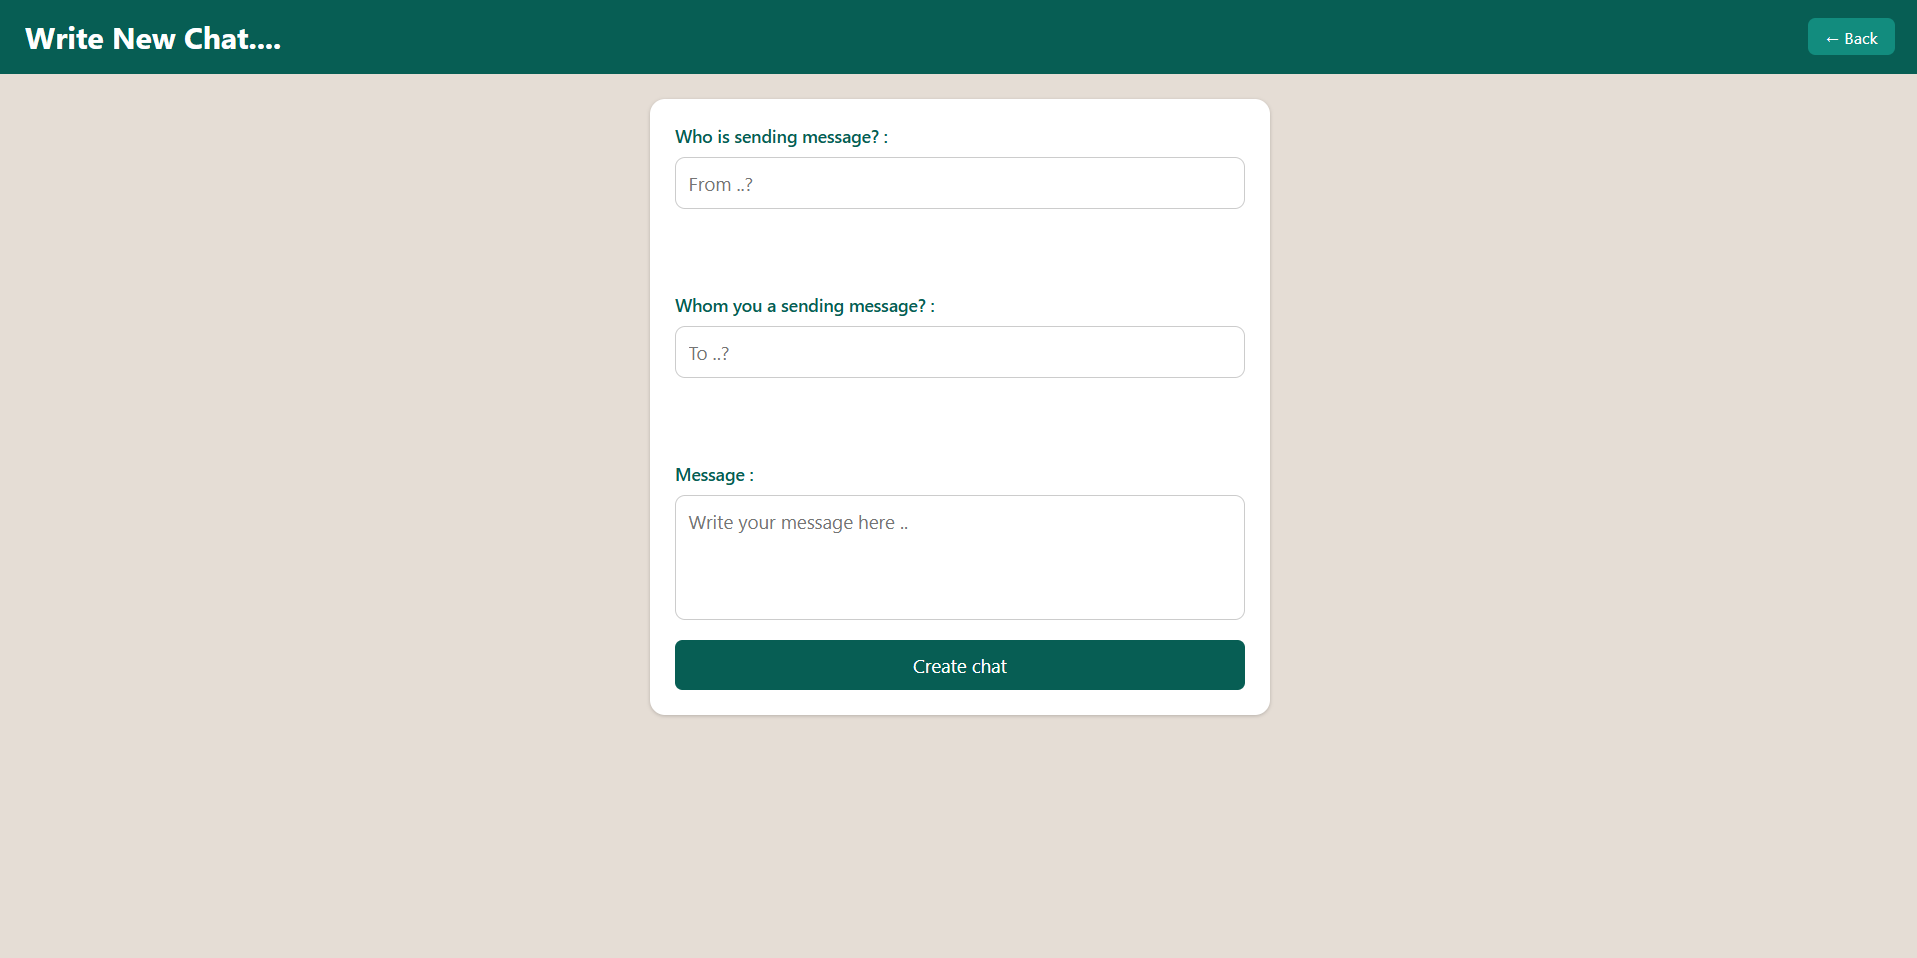 Write New Chat....
← Back
Who is sending message? :
From ..?
Whom you a sending message? :
To ..?
Message :
Write your message here ..
Create chat